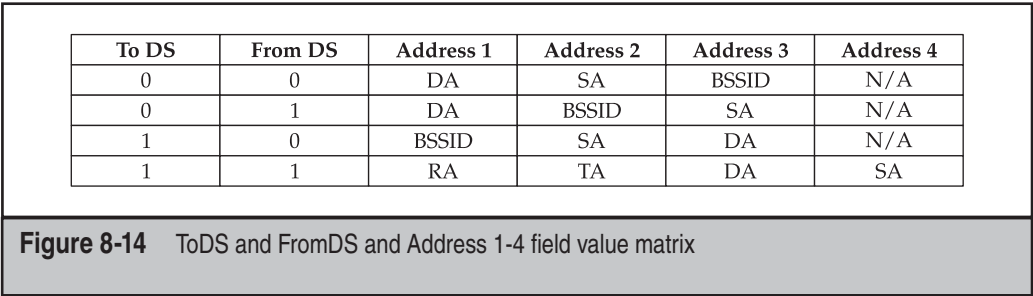 To DS From DS Address 1 Address 2 Address 3 Address 4
0 0 DA SA BSSID N/A
0 1 DA BSSID SA N/A
1 0 BSSID SA DA N/A
1 1 RA TA DA SA
Figure 8-14 ToDS and FromDS and Address 1-4 field value matrix